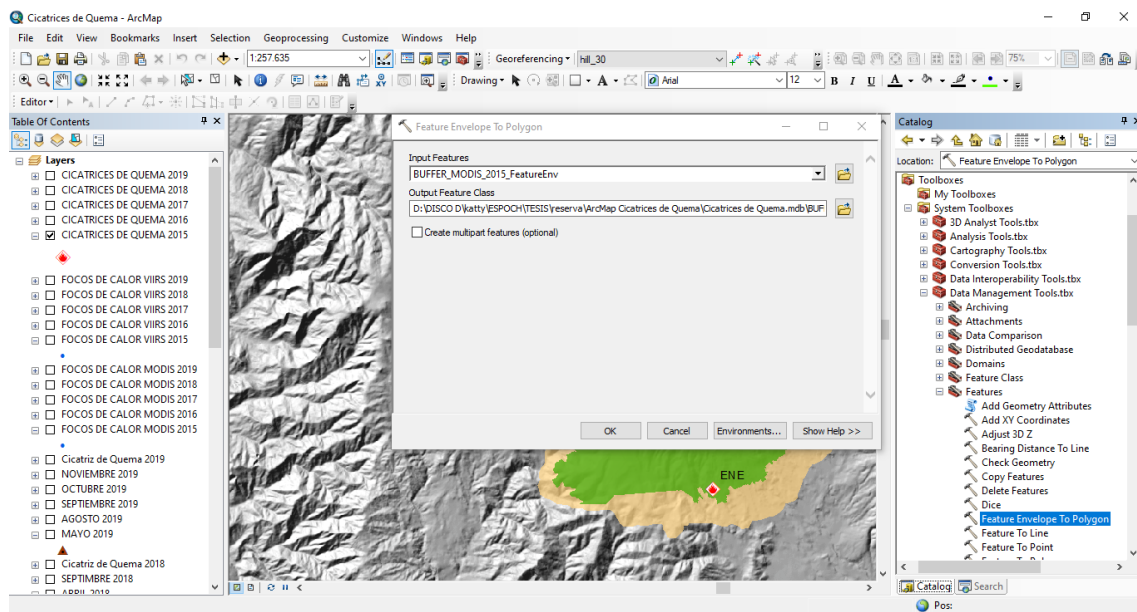 Cicatrices de Quema - ArcMap
File Edit View Bookmarks Insert Selection Geoprocessing Customize Windows Help
1:257.635
Georeferencing
hill_30
75%
Drawing
A
Arial
12
B I U A
Editor
Table Of Contents
Layers
CICATRICES DE QUEMA 2019
CICATRICES DE QUEMA 2018
CICATRICES DE QUEMA 2017
CICATRICES DE QUEMA 2016
CICATRICES DE QUEMA 2015
FOCOS DE CALOR VIIRS 2019
FOCOS DE CALOR VIIRS 2018
FOCOS DE CALOR VIIRS 2017
FOCOS DE CALOR VIIRS 2016
FOCOS DE CALOR VIIRS 2015
FOCOS DE CALOR MODIS 2019
FOCOS DE CALOR MODIS 2018
FOCOS DE CALOR MODIS 2017
FOCOS DE CALOR MODIS 2016
FOCOS DE CALOR MODIS 2015
Cicatriz de Quema 2019
NOVIEMBRE 2019
OCTUBRE 2019
SEPTIEMBRE 2019
AGOSTO 2019
MAYO 2019
Cicatriz de Quema 2018
SEPTIMBRE 2018
ABRIL 2018
Feature Envelope To Polygon
Input Features
BUFFER_MODIS_2015_FeatureEnv
Output Feature Class
D:\DISCO D\katty\ESPOCH\TESIS\reserva\ArcMap Cicatrices de Quema\Cicatrices de Quema.mdb\BUF
Create multipart features (optional)
OK Cancel Environments... Show Help >>
ENE
Catalog
Location: Feature Envelope To Polygon
Toolboxes
My Toolboxes
System Toolboxes
3D Analyst Tools.tbx
Analysis Tools.tbx
Cartography Tools.tbx
Conversion Tools.tbx
Data Interoperability Tools.tbx
Data Management Tools.tbx
Archiving
Attachments
Data Comparison
Distributed Geodatabase
Domains
Feature Class
Features
Add Geometry Attributes
Add XY Coordinates
Adjust 3D Z
Bearing Distance To Line
Check Geometry
Copy Features
Delete Features
Dice
Feature Envelope To Polygon
Feature To Line
Feature To Point
Catalog Search
Pos: